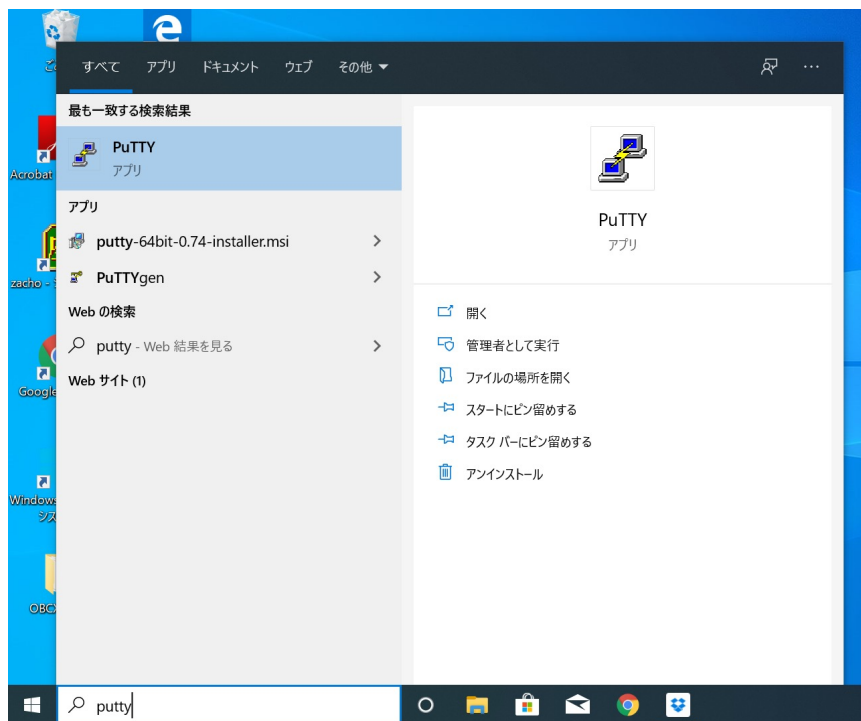 すべて アプリ ドキュメント ウェブ その他
最も一致する検索結果
PuTTY
アプリ
アプリ
putty-64bit-0.74-installer.msi
PuTTYgen
Web の検索
putty - Web 結果を見る
Web サイト (1)
PuTTY
アプリ
開く
管理者として実行
ファイルの場所を開く
スタートにピン留めする
タスク バーにピン留めする
アンインストール
Acrobat
zacho -
Google
Windows
シス
OBC
putty